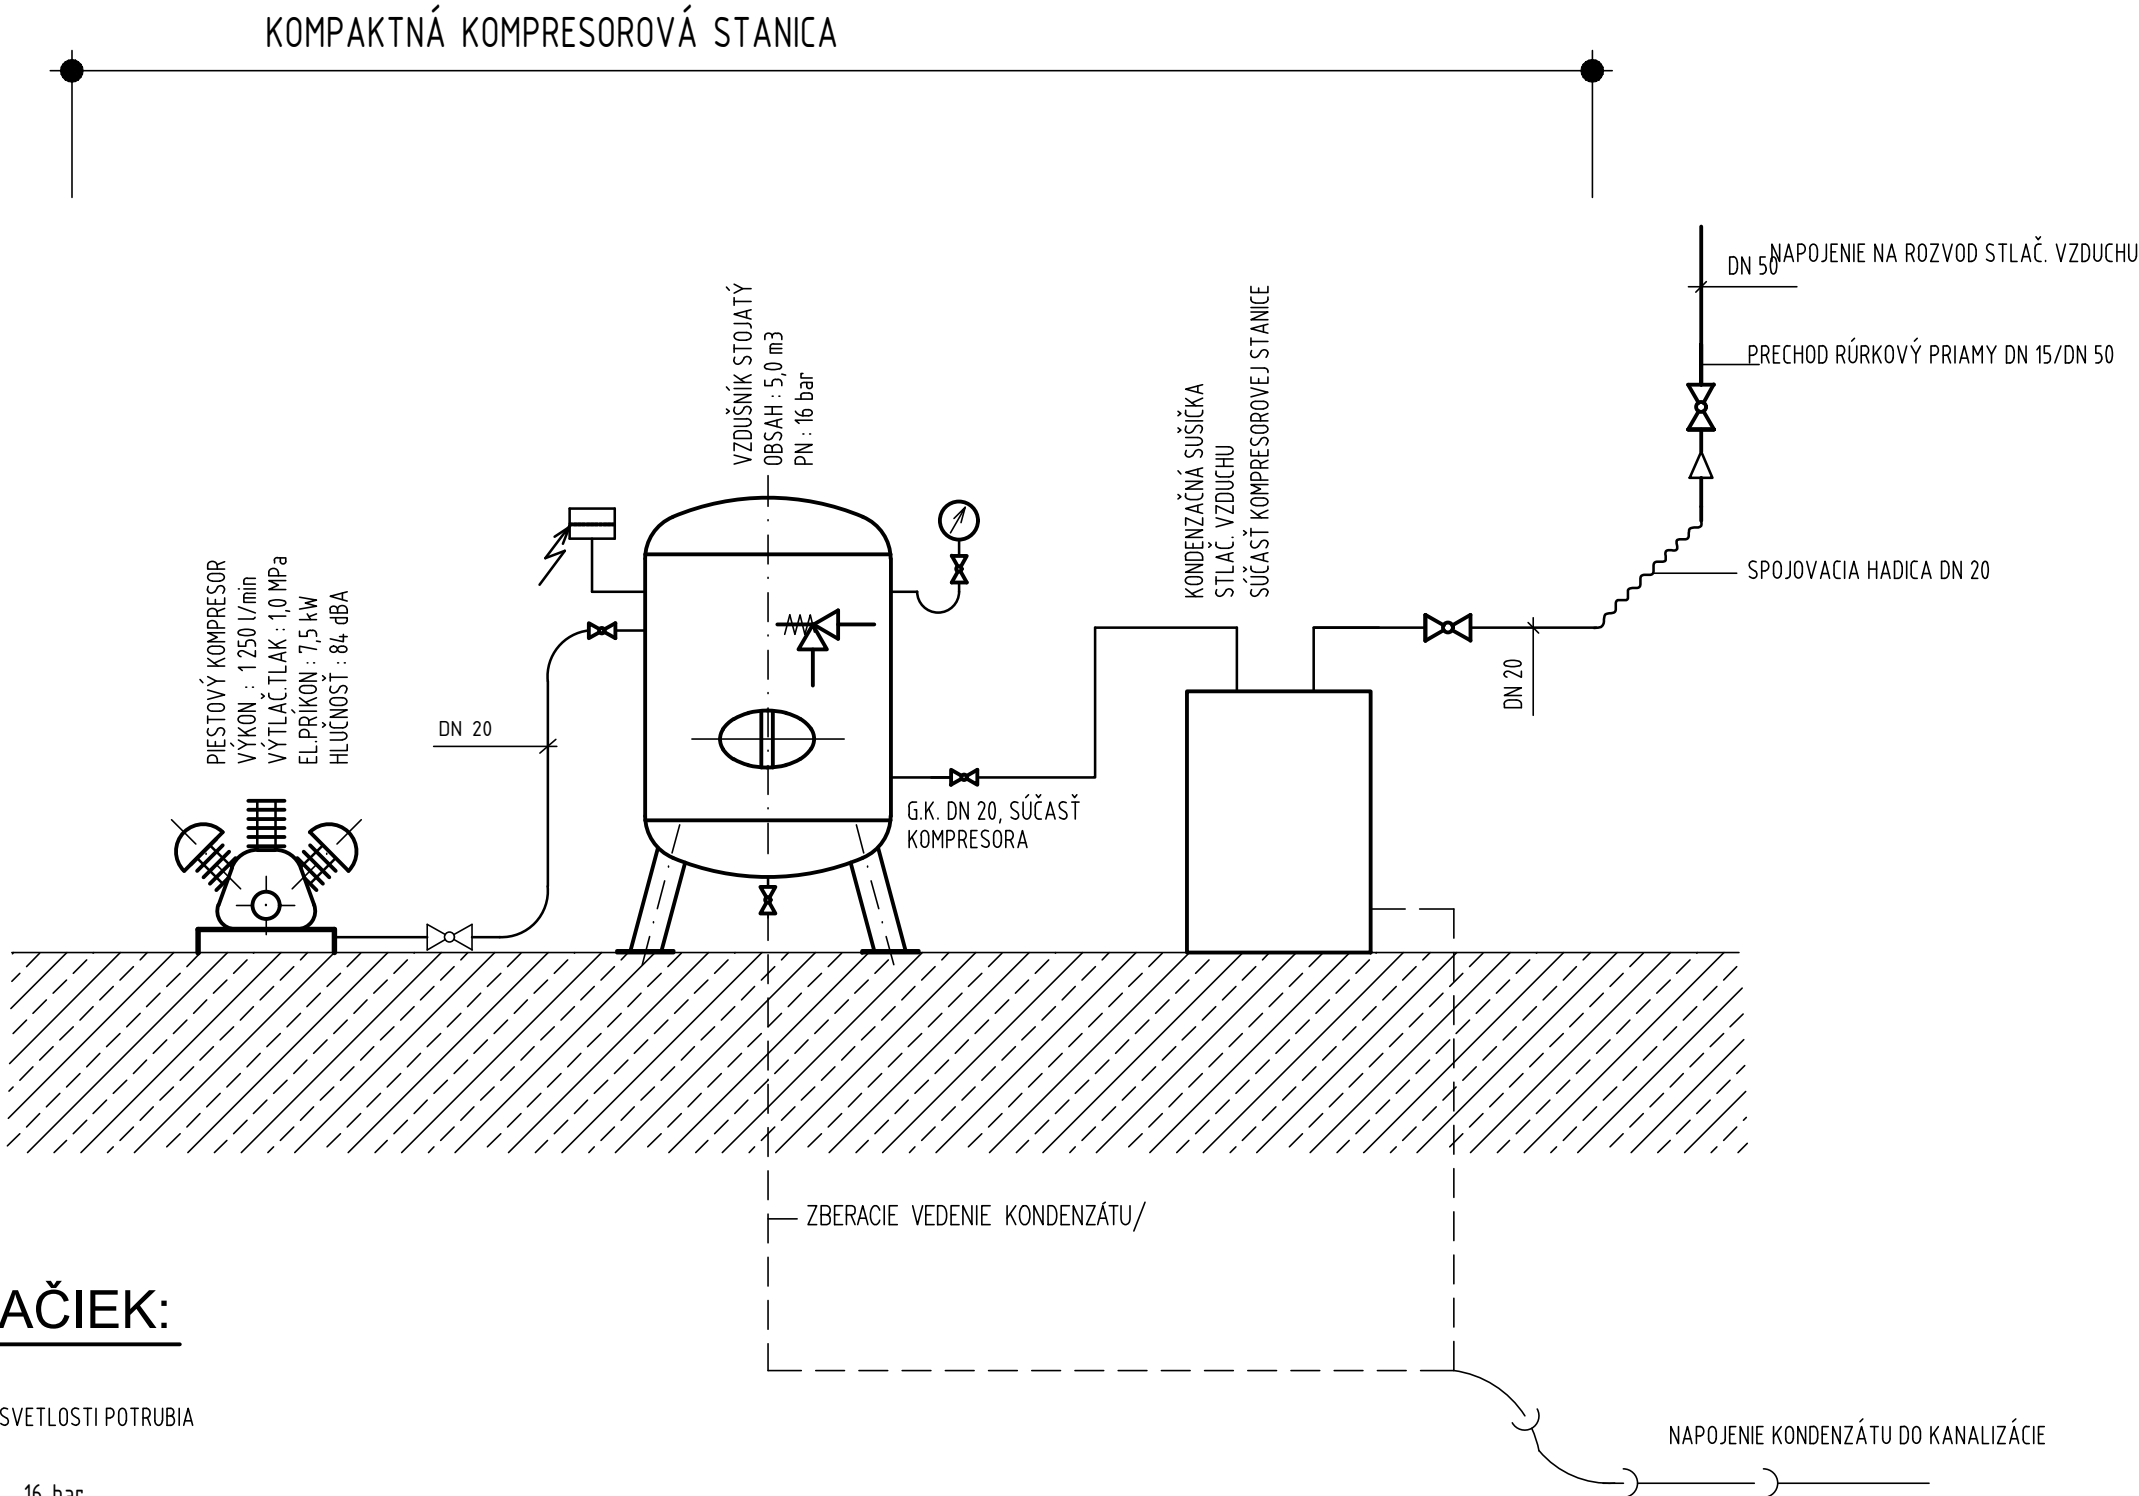 KOMPAKTNÁ KOMPRESOROVÁ STANICA
DN 50
NAPOJENIE NA ROZVOD STLAČ. VZDUCHU
PRECHOD RÚRKOVÝ PRIAMY DN 15/DN 50
VZDUŠNÍK STOJATÝ
OBSAH : 5,0 m3
PN : 16 bar
KONDENZAČNÁ SUŠIČKA
STLAČ. VZDUCHU
SÚČASŤ KOMPRESOROVEJ STANICE
SPOJOVACIA HADICA DN 20
PIESTOVÝ KOMPRESOR
VÝKON : 1 250 l/min
VÝTLAČ.TLAK : 1,0 MPa
EL.PRÍKON : 7,5 kW
HLUČNOSŤ : 84 dBA
DN 20
DN 20
G.K. DN 20, SÚČASŤ
KOMPRESORA
ZBERACIE VEDENIE KONDENZÁTU/
AČIEK:
SVETLOSTI POTRUBIA
NAPOJENIE KONDENZÁTU DO KANALIZÁCIE
16 bar